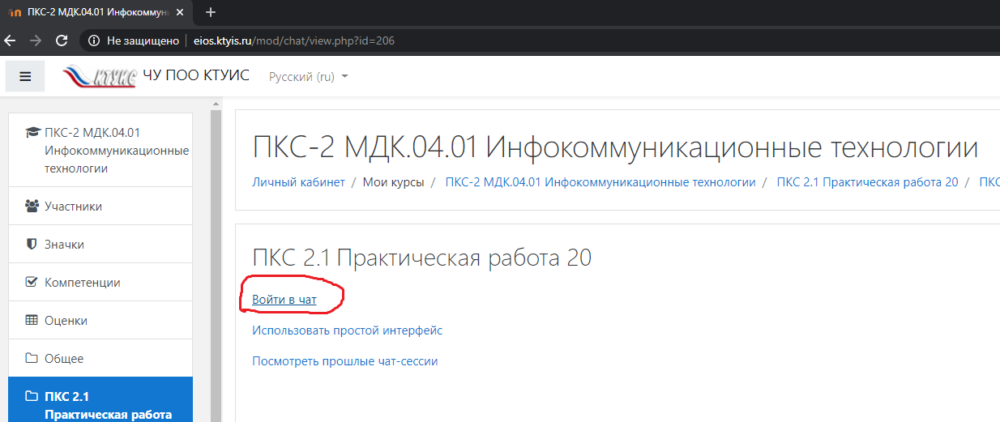 ПКС-2 МДК.04.01 Инфокоммун
Не защищено eios.ktyis.ru/mod/chat/view.php?id=206
КТУИС ЧУ ПОО КТУИС Русский (ru)
ПКС-2 МДК.04.01
Инфокоммуникационные
технологии
Участники
Значки
Компетенции
Оценки
Общее
ПКС 2.1
Практическая работа
ПКС-2 МДК.04.01 Инфокоммуникационные технологии
Личный кабинет / Мои курсы / ПКС-2 МДК.04.01 Инфокоммуникационные технологии / ПКС 2.1 Практическая работа 20 / ПКС
ПКС 2.1 Практическая работа 20
Войти в чат
Использовать простой интерфейс
Посмотреть прошлые чат-сессии